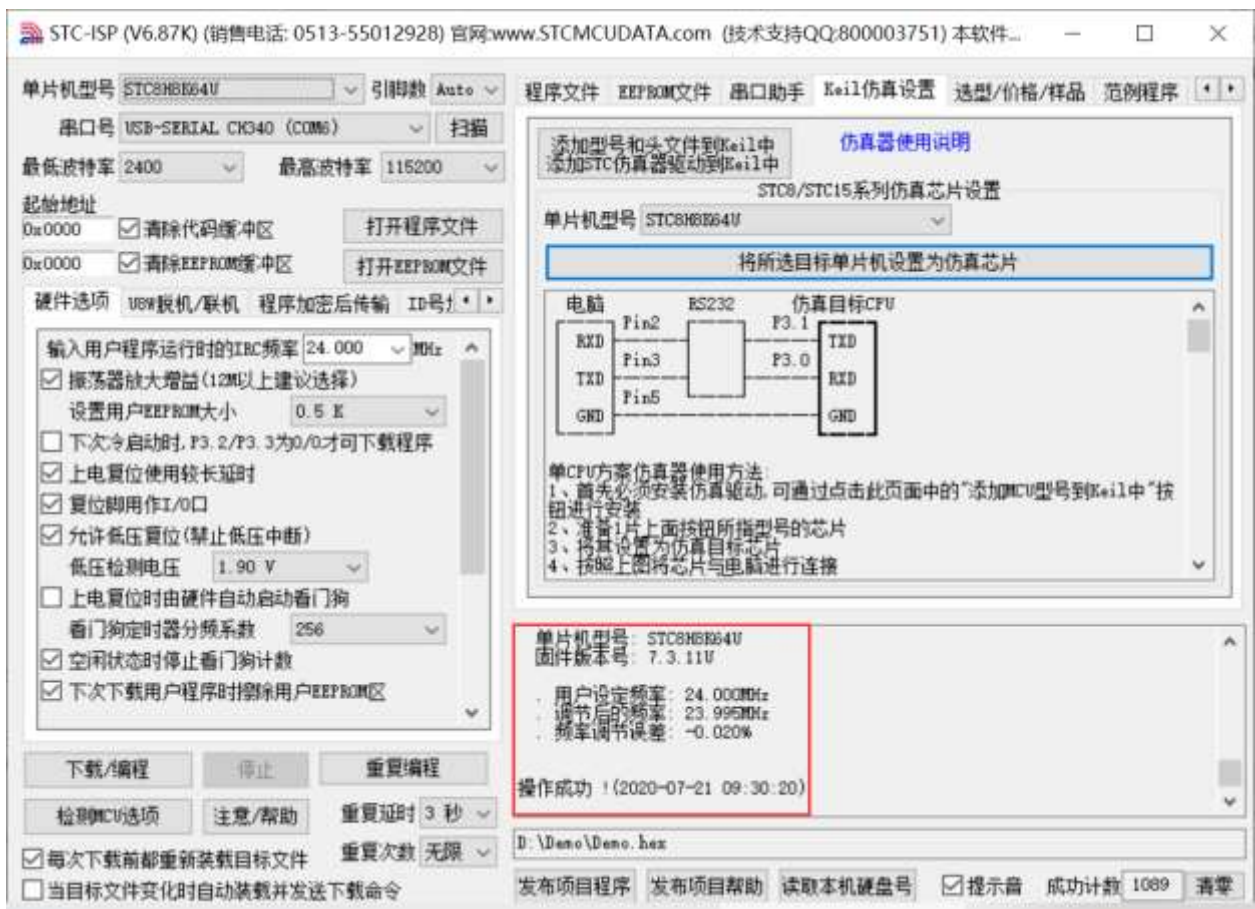 STC-ISP (V6.87K) (销售电话: 0513-55012928) 官网:www.STCMCUDATA.com (技术支持QQ:800003751) 本软件...
单片机型号 STC8H8K64U 引脚数 Auto
串口号 USB-SERIAL CH340 (COM6) 扫描
最低波特率 2400 最高波特率 115200
起始地址
0x0000 清除代码缓冲区 打开程序文件
0x0000 清除EEPROM缓冲区 打开EEPROM文件
硬件选项 U8W脱机/联机 程序加密后传输 ID号
输入用户程序运行时的IRC频率 24.000 MHz
振荡器放大增益(12M以上建议选择)
设置用户EEPROM大小 0.5 K
下次冷启动时,P3.2/P3.3为0/0才可下载程序
上电复位使用较长延时
复位脚用作I/O口
允许低压复位(禁止低压中断)
低压检测电压 1.90 V
上电复位时由硬件自动启动看门狗
看门狗定时器分频系数 256
空闲状态时停止看门狗计数
下次下载用户程序时擦除用户EEPROM区
下载/编程 停止 重复编程
检测MCU选项 注意/帮助 重复延时 3 秒
重复次数 无限
每次下载前都重新装载目标文件
当目标文件变化时自动装载并发送下载命令
程序文件 EEPROM文件 串口助手 Keil仿真设置 选型/价格/样品 范例程序
添加型号和头文件到Keil中
添加STC仿真器驱动到Keil中
仿真器使用说明
STC8/STC15系列仿真芯片设置
单片机型号 STC8H8K64U
将所选目标单片机设置为仿真芯片
电脑 RS232 仿真目标CPU
Pin2 P3.1
RXD TXD
Pin3 P3.0
TXD RXD
Pin5
GND GND
单CPU方案仿真器使用方法:
1、首先必须安装仿真驱动,可通过点击此页面中的"添加MCU型号到Keil中"按
钮进行安装
2、准备1片上面按钮所指型号的芯片
3、将其设置为仿真目标芯片
4、按照上图将芯片与电脑进行连接
单片机型号: STC8H8K64U
固件版本号: 7.3.11U
. 用户设定频率: 24.000MHz
. 调节后的频率: 23.995MHz
. 频率调节误差: -0.020%
操作成功 !(2020-07-21 09:30:20)
D:\Demo\Demo.hex
发布项目程序 发布项目帮助 读取本机硬盘号 提示音 成功计数 1089 清零